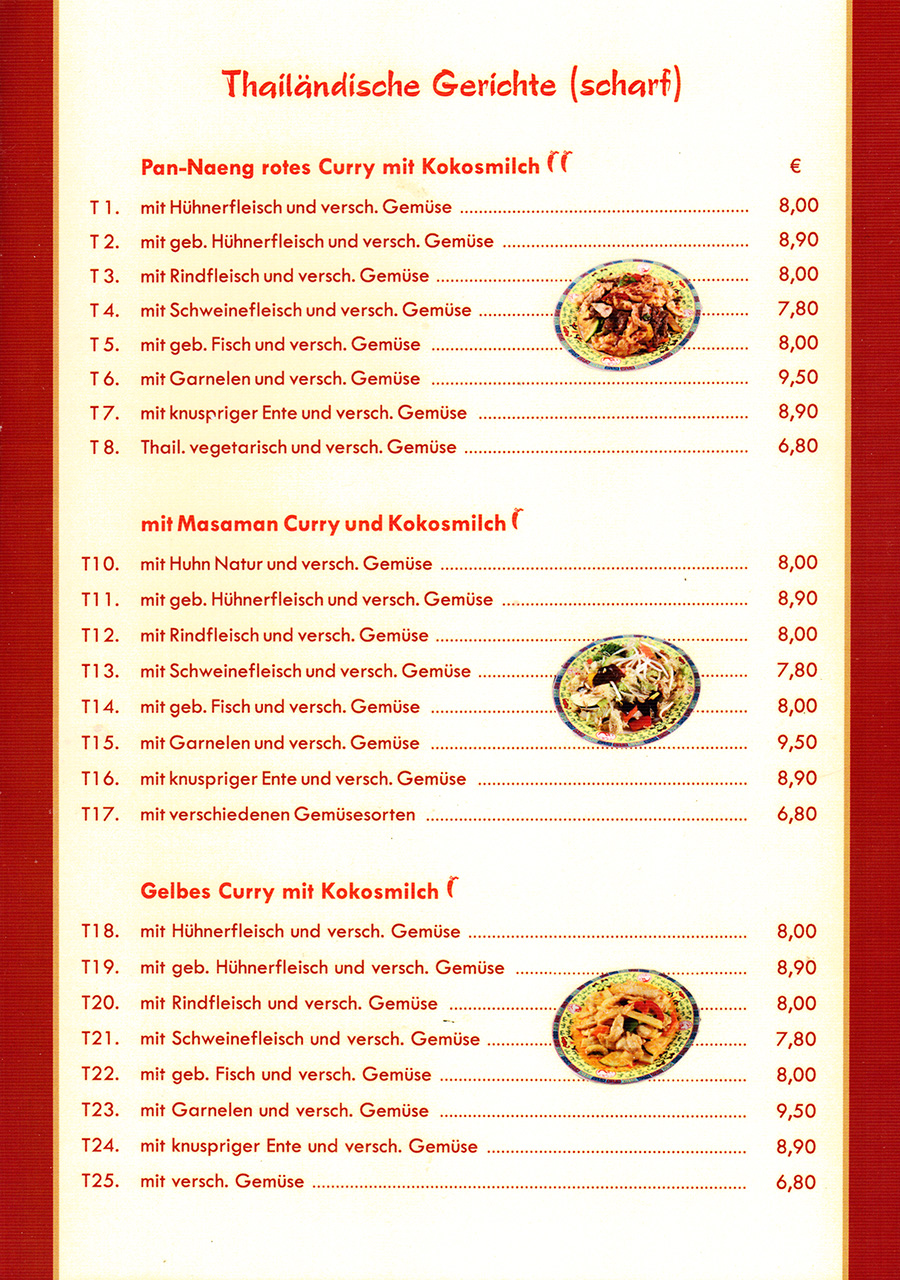 Thailändische Gerichte (scharf)
Pan-Naeng rotes Curry mit Kokosmilch €
T 1. mit Hühnerfleisch und versch. Gemüse 8,00
T 2. mit geb. Hühnerfleisch und versch. Gemüse 8,90
T 3. mit Rindfleisch und versch. Gemüse 8,00
T 4. mit Schweinefleisch und versch. Gemüse 7,80
T 5. mit geb. Fisch und versch. Gemüse 8,00
T 6. mit Garnelen und versch. Gemüse 9,50
T 7. mit knuspriger Ente und versch. Gemüse 8,90
T 8. Thail. vegetarisch und versch. Gemüse 6,80
mit Masaman Curry und Kokosmilch
T10. mit Huhn Natur und versch. Gemüse 8,00
T11. mit geb. Hühnerfleisch und versch. Gemüse 8,90
T12. mit Rindfleisch und versch. Gemüse 8,00
T13. mit Schweinefleisch und versch. Gemüse 7,80
T14. mit geb. Fisch und versch. Gemüse 8,00
T15. mit Garnelen und versch. Gemüse 9,50
T16. mit knuspriger Ente und versch. Gemüse 8,90
T17. mit verschiedenen Gemüsesorten 6,80
Gelbes Curry mit Kokosmilch
T18. mit Hühnerfleisch und versch. Gemüse 8,00
T19. mit geb. Hühnerfleisch und versch. Gemüse 8,90
T20. mit Rindfleisch und versch. Gemüse 8,00
T21. mit Schweinefleisch und versch. Gemüse 7,80
T22. mit geb. Fisch und versch. Gemüse 8,00
T23. mit Garnelen und versch. Gemüse 9,50
T24. mit knuspriger Ente und versch. Gemüse 8,90
T25. mit versch. Gemüse 6,80